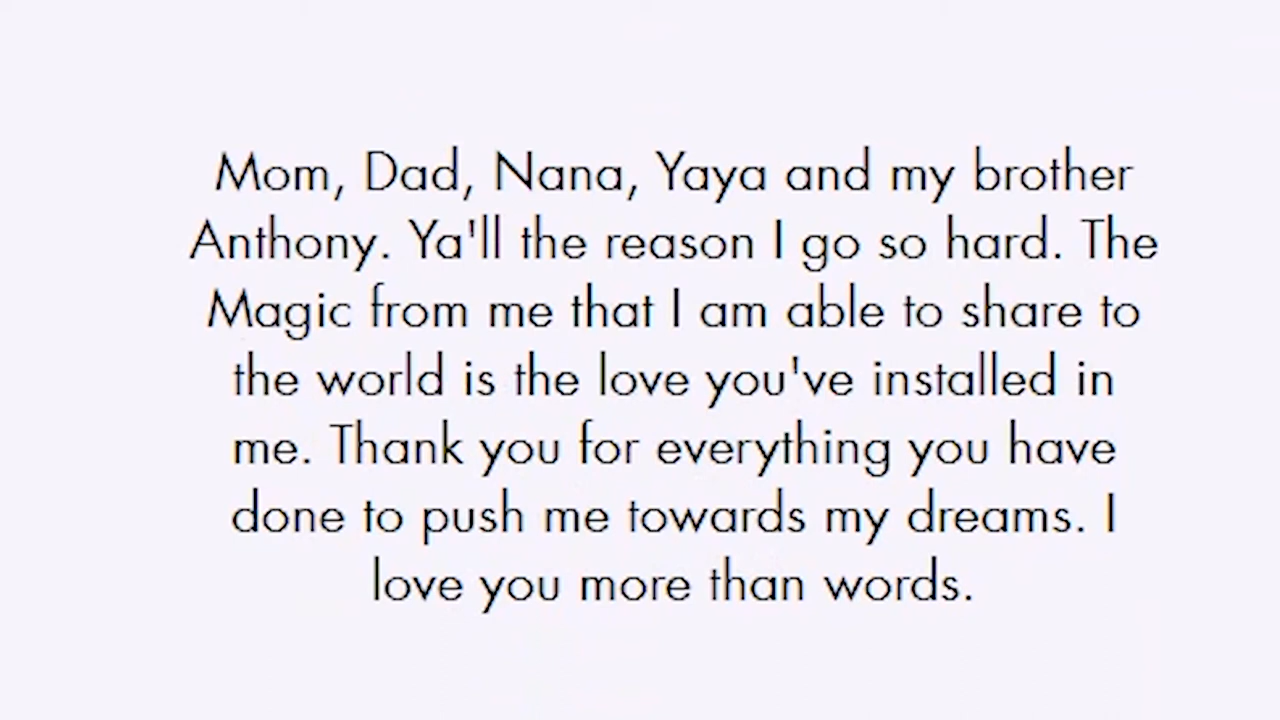 Mom, Dad, Nana, Yaya and my brother
Anthony. Ya'll the reason I go so hard. The
Magic from me that I am able to share to
the world is the love you've installed in
me. Thank you for everything you have
done to push me towards my dreams. I
love you more than words.